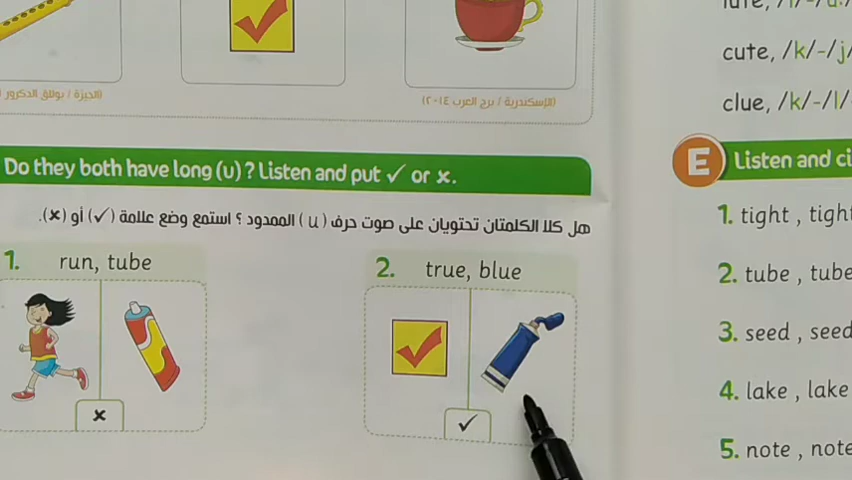 (الإسكندرية / برج العرب ٢٠١٤)
Do they both have long (u) ? Listen and put ✓ or ×.
هل كلا الكلمتان تحتويان على صوت حرف (u) الممدود ؟ استمع وضع علامة (✓) أو (×).
1. run, tube
2. true, blue
×
✓
cute, /k/-/j/
clue, /k/-/l/
E Listen and ci
1. tight , tight
2. tube , tube
3. seed , seed
4. lake , lake
5. note , note